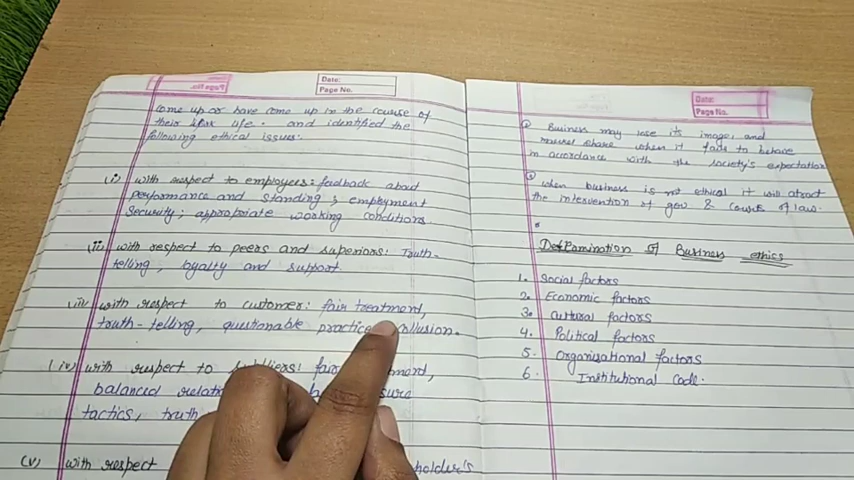 Date:
Page No.
come up or have come up in the course of
their work life. and identified the
following ethical issues:
(i) with respect to employees: feedback about
performance and standing; employment
security; appropriate working conditions
(ii) with respect to peers and superiors: Truth-
telling, loyalty and support.
(iii) with respect to customer: fair treatment,
truth-telling, questionable practice collusion.
(iv) with respect to
balanced
tactics, truth
(v) with respect holder's
Date:
Page No.
Business may lose its image, and
market share when it fails to behave
in accordance with the society's expectation
when business is not ethical it will attract
the intervention of gov & courts of law.
Determination of Business ethics
1. Social factors
2. Economic factors
3. Cultural factors
4. Political factors
5. Organisational factors
6. Institutional Code.